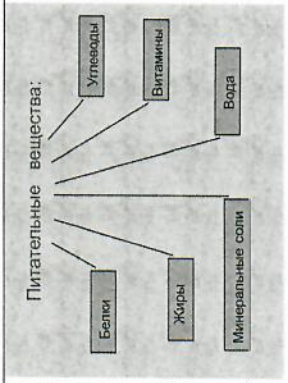 Питательные вещества:
Белки
Жиры
Минеральные соли
Вода
Витамины
Углеводы